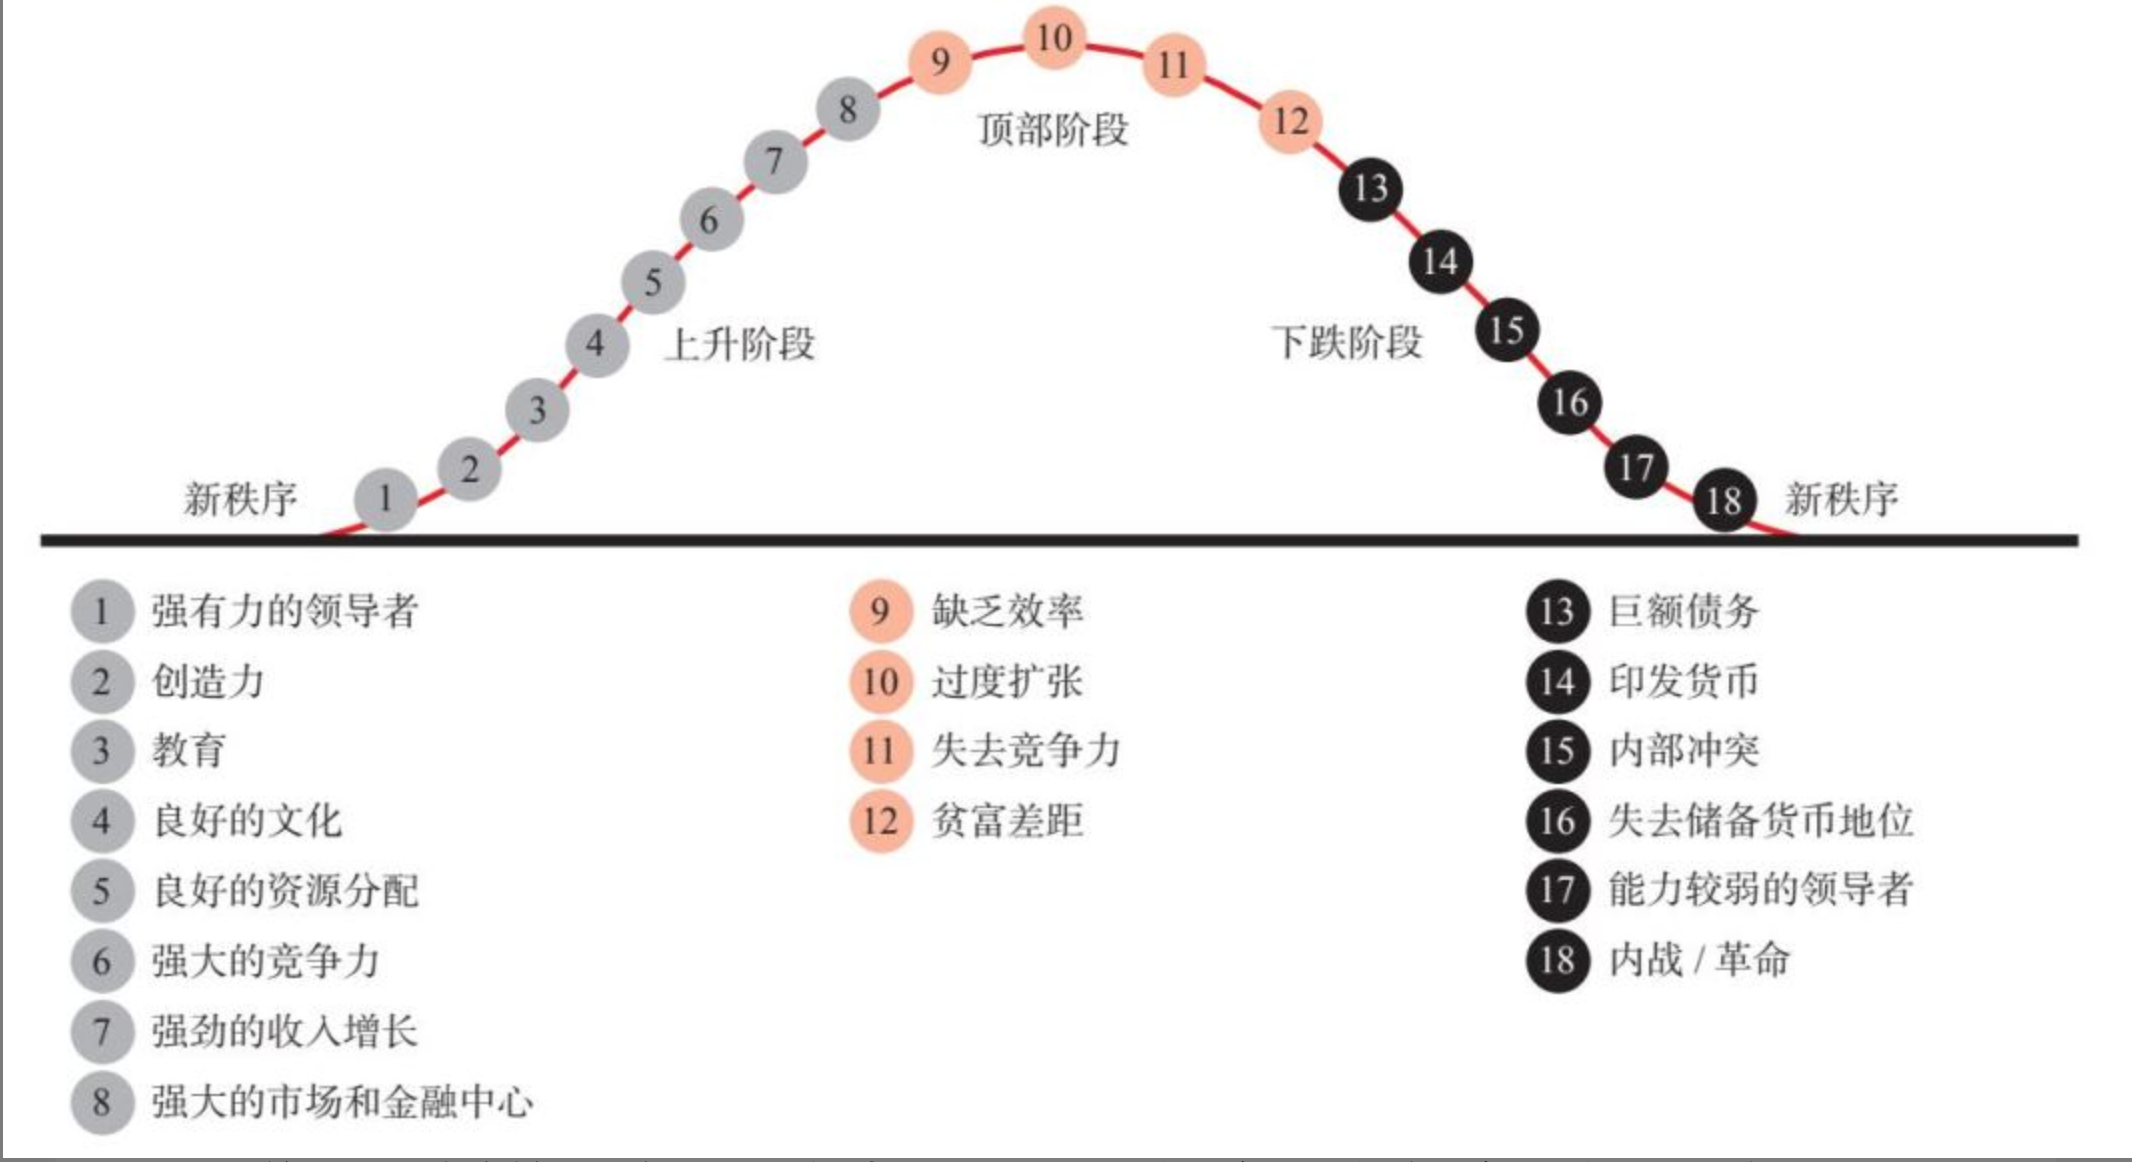 10
9
11
8
12
顶部阶段
7
13
6
14
5
15
4
上升阶段
下跌阶段
3
16
2
17
新秩序
1
18
新秩序
1 强有力的领导者
2 创造力
3 教育
4 良好的文化
5 良好的资源分配
6 强大的竞争力
7 强劲的收入增长
8 强大的市场和金融中心
9 缺乏效率
10 过度扩张
11 失去竞争力
12 贫富差距
13 巨额债务
14 印发货币
15 内部冲突
16 失去储备货币地位
17 能力较弱的领导者
18 内战 / 革命